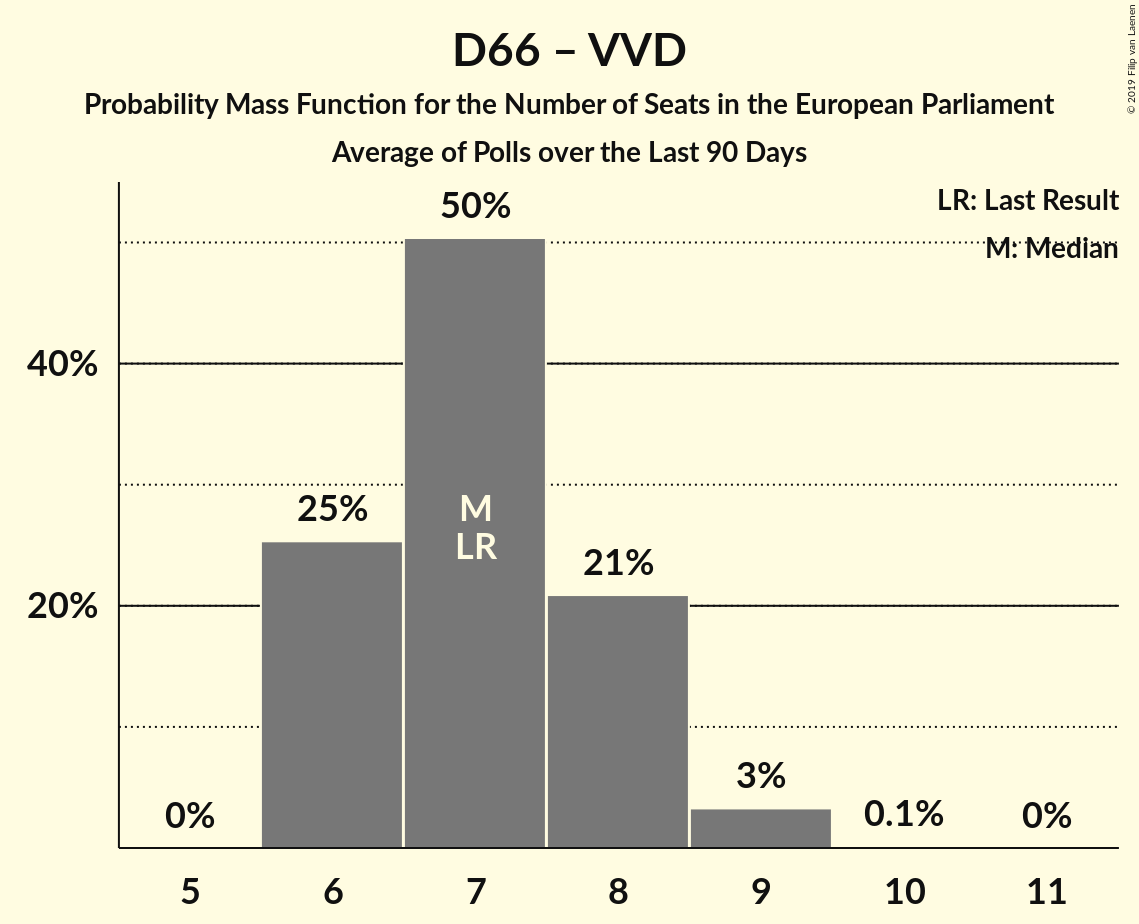 D66 – VVD
Probability Mass Function for the Number of Seats in the European Parliament
Average of Polls over the Last 90 Days
© 2019 Filip van Laenen
LR: Last Result
M: Median
50%
40%
25%
M
LR
21%
20%
3%
0%
0.1%
0%
5 6 7 8 9 10 11